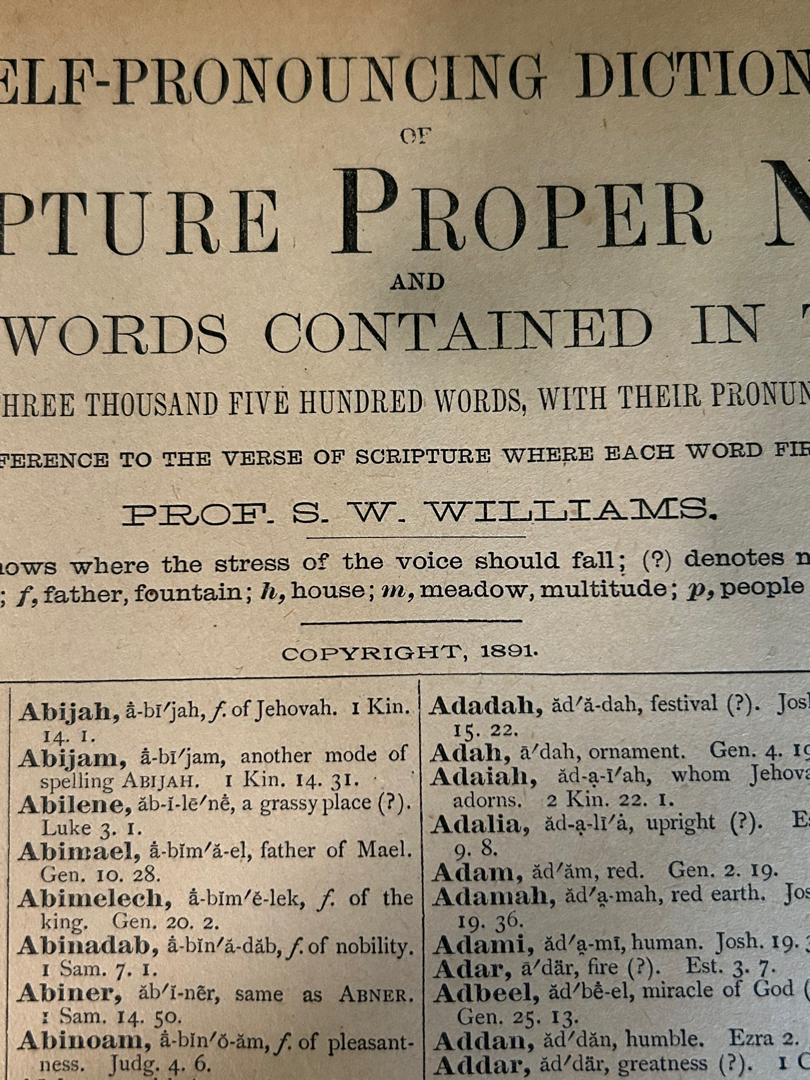 ELF-PRONOUNCING DICTION
OF
PTURE PROPER N
AND
WORDS CONTAINED IN T
HREE THOUSAND FIVE HUNDRED WORDS, WITH THEIR PRONUN
FERENCE TO THE VERSE OF SCRIPTURE WHERE EACH WORD FIR
PROF. S. W. WILLIAMS.
ows where the stress of the voice should fall; (?) denotes
; f, father, fountain; h, house; m, meadow, multitude; p, people
COPYRIGHT, 1891.
Abijah, å-bī′jah, f. of Jehovah. 1 Kin.
14. 1.
Abijam, å-bī′jam, another mode of
spelling ABIJAH. 1 Kin. 14. 31.
Abilene, ăb-ĭ-lē′nê, a grassy place (?).
Luke 3. 1.
Abimael, å-bĭm′ă-el, father of Mael.
Gen. 10. 28.
Abimelech, å-bĭm′ĕ-lek, f. of the
king. Gen. 20. 2.
Abinadab, å-bĭn′ă-dăb, f. of nobility.
1 Sam. 7. 1.
Abiner, ăb′ĭ-nẽr, same as ABNER.
1 Sam. 14. 50.
Abinoam, å-bĭn′ŏ-ăm, f. of pleasant-
ness. Judg. 4. 6.
Adadah, ăd′ă-dah, festival (?). Josh
15. 22.
Adah, ā′dah, ornament. Gen. 4. 19
Adaiah, ăd-ạ-ī′ah, whom Jehova
adorns. 2 Kin. 22. 1.
Adalia, ăd-ạ-lī′ȧ, upright (?). Es
9. 8.
Adam, ăd′ăm, red. Gen. 2. 19.
Adamah, ăd′ạ-mah, red earth. Jos
19. 36.
Adami, ăd′ạ-mī, human. Josh. 19. 3
Adar, ā′där, fire (?). Est. 3. 7.
Adbeel, ăd′bê-el, miracle of God (
Gen. 25. 13.
Addan, ăd′dăn, humble. Ezra 2.
Addar, ăd′där, greatness (?). 1 C